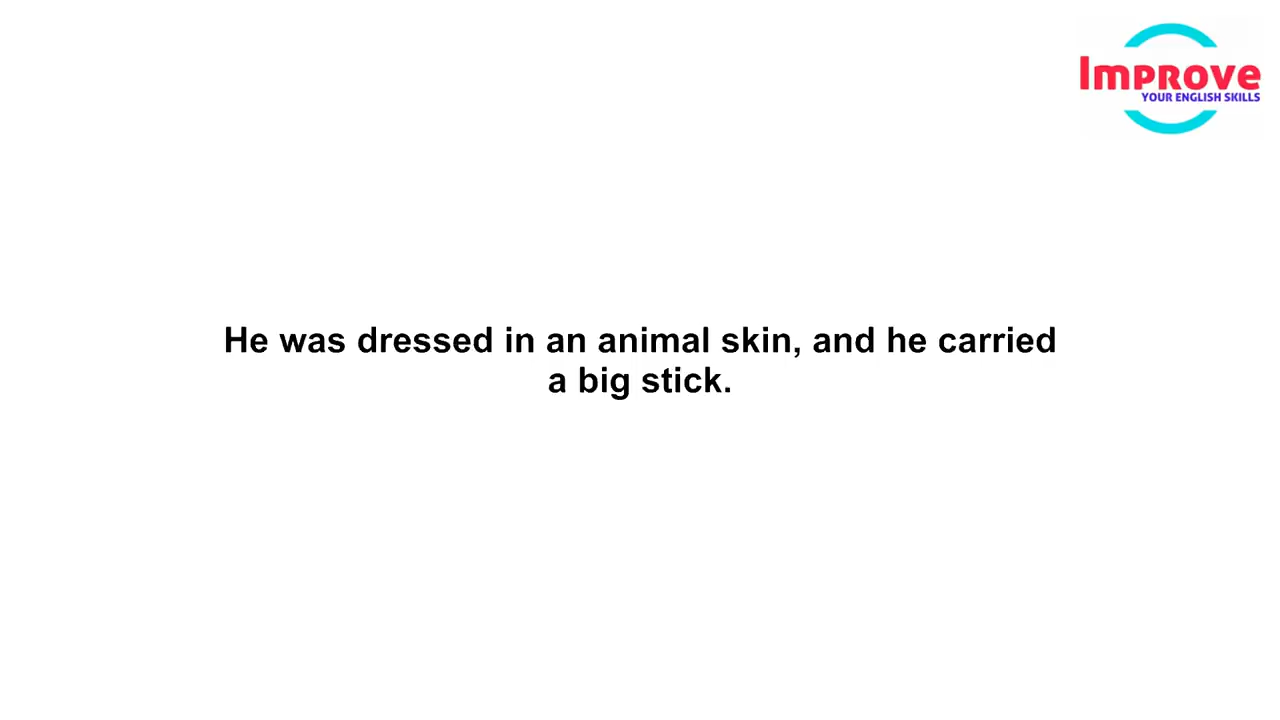 Improve
YOUR ENGLISH SKILLS
He was dressed in an animal skin, and he carried
a big stick.